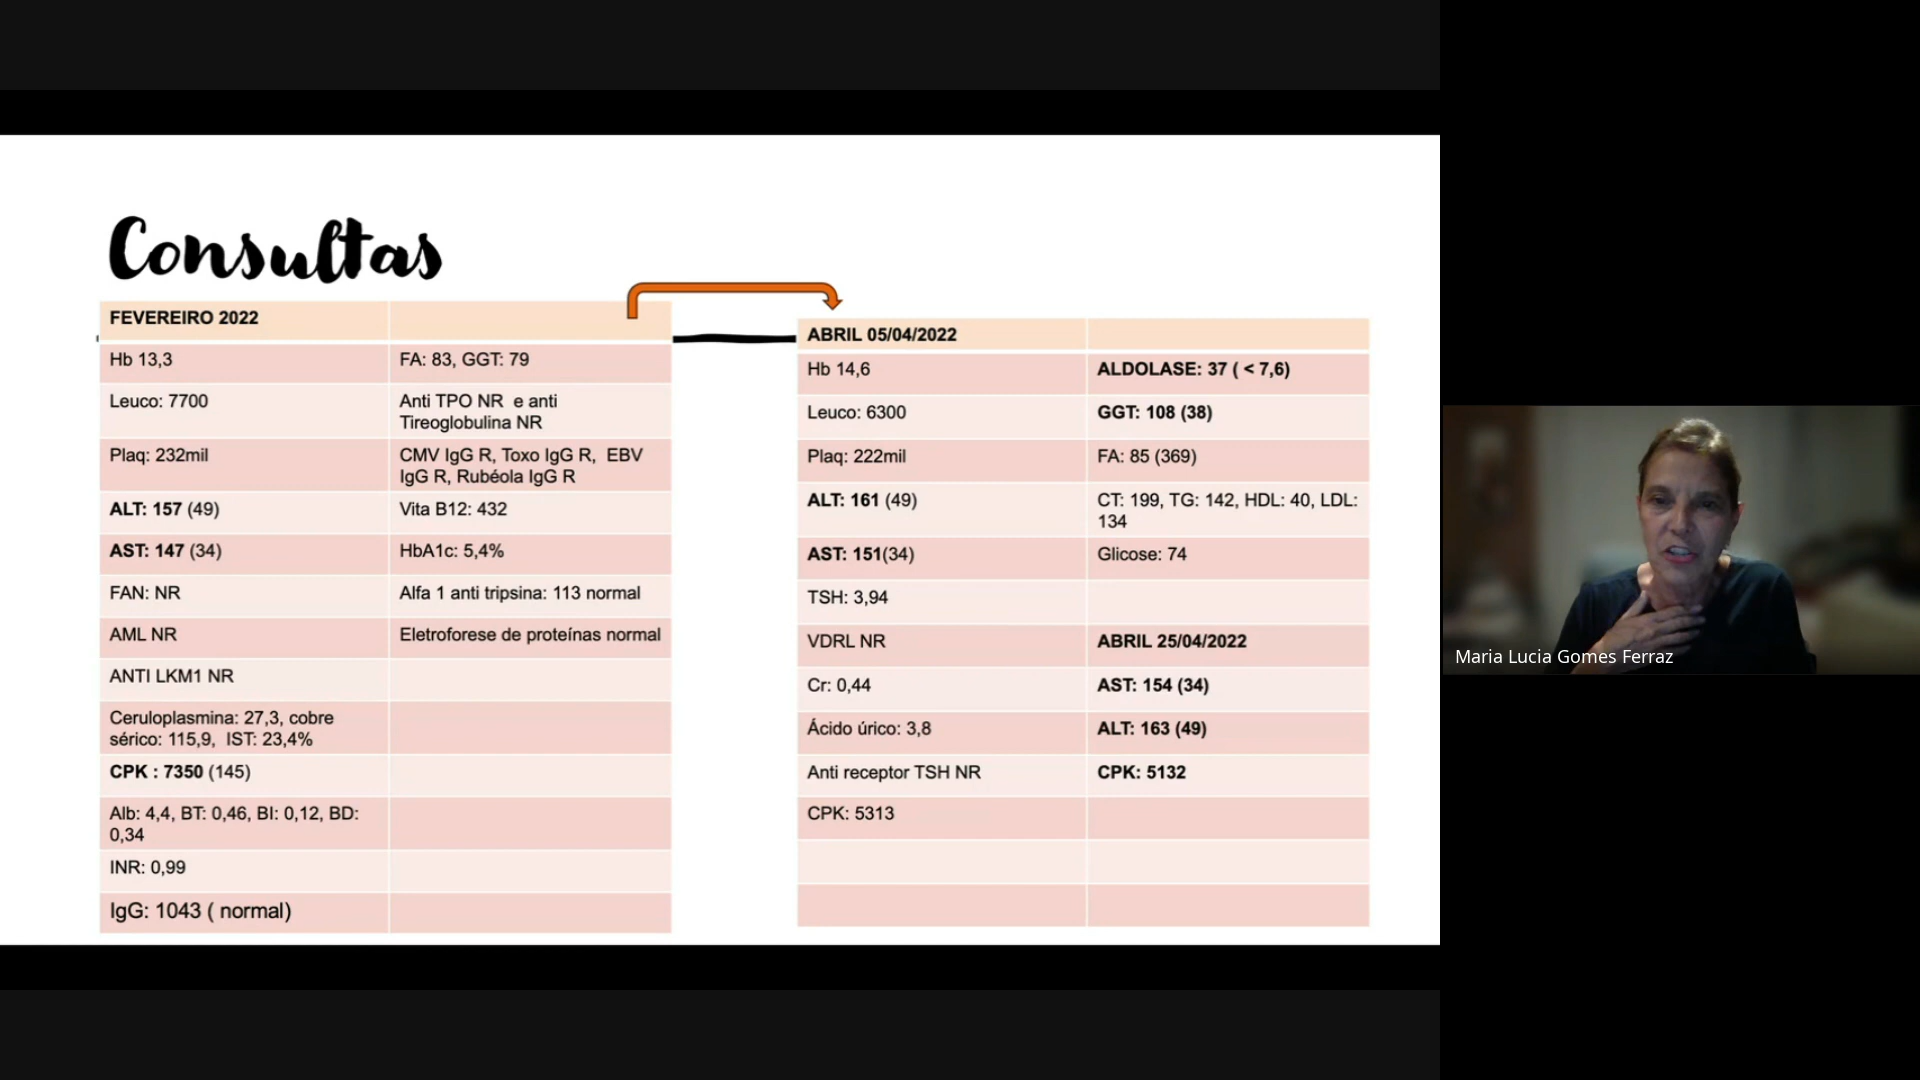 Consultas
FEVEREIRO 2022
Hb 13,3
FA: 83, GGT: 79
Leuco: 7700
Anti TPO NR e anti
Tireoglobulina NR
Plaq: 232mil
CMV IgG R, Toxo IgG R, EBV
IgG R, Rubéola IgG R
ALT: 157 (49)
Vita B12: 432
AST: 147 (34)
HbA1c: 5,4%
FAN: NR
Alfa 1 anti tripsina: 113 normal
AML NR
Eletroforese de proteínas normal
ANTI LKM1 NR
Ceruloplasmina: 27,3, cobre
sérico: 115,9, IST: 23,4%
CPK : 7350 (145)
Alb: 4,4, BT: 0,46, BI: 0,12, BD:
0,34
INR: 0,99
IgG: 1043 ( normal)
ABRIL 05/04/2022
Hb 14,6
ALDOLASE: 37 ( < 7,6)
Leuco: 6300
GGT: 108 (38)
Plaq: 222mil
FA: 85 (369)
ALT: 161 (49)
CT: 199, TG: 142, HDL: 40, LDL:
134
AST: 151(34)
Glicose: 74
TSH: 3,94
VDRL NR
ABRIL 25/04/2022
Cr: 0,44
AST: 154 (34)
Ácido úrico: 3,8
ALT: 163 (49)
Anti receptor TSH NR
CPK: 5132
CPK: 5313
Maria Lucia Gomes Ferraz